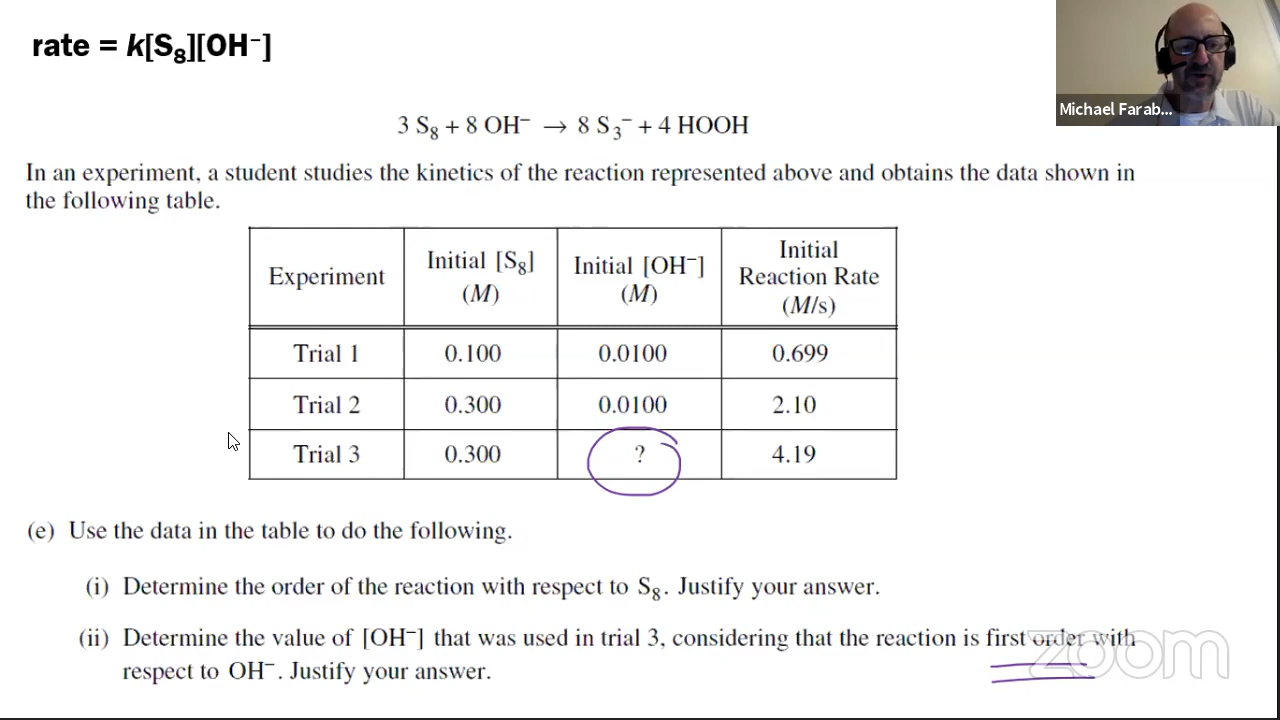 rate = k[S₈][OH⁻]
Michael Farab...
3 S₈ + 8 OH⁻ → 8 S₃⁻ + 4 HOOH
In an experiment, a student studies the kinetics of the reaction represented above and obtains the data shown in
the following table.
Experiment | Initial [S₈] (M) | Initial [OH⁻] (M) | Initial Reaction Rate (M/s)
Trial 1 | 0.100 | 0.0100 | 0.699
Trial 2 | 0.300 | 0.0100 | 2.10
Trial 3 | 0.300 | ? | 4.19
(e) Use the data in the table to do the following.
(i) Determine the order of the reaction with respect to S₈. Justify your answer.
(ii) Determine the value of [OH⁻] that was used in trial 3, considering that the reaction is first order with
respect to OH⁻. Justify your answer.
zoom